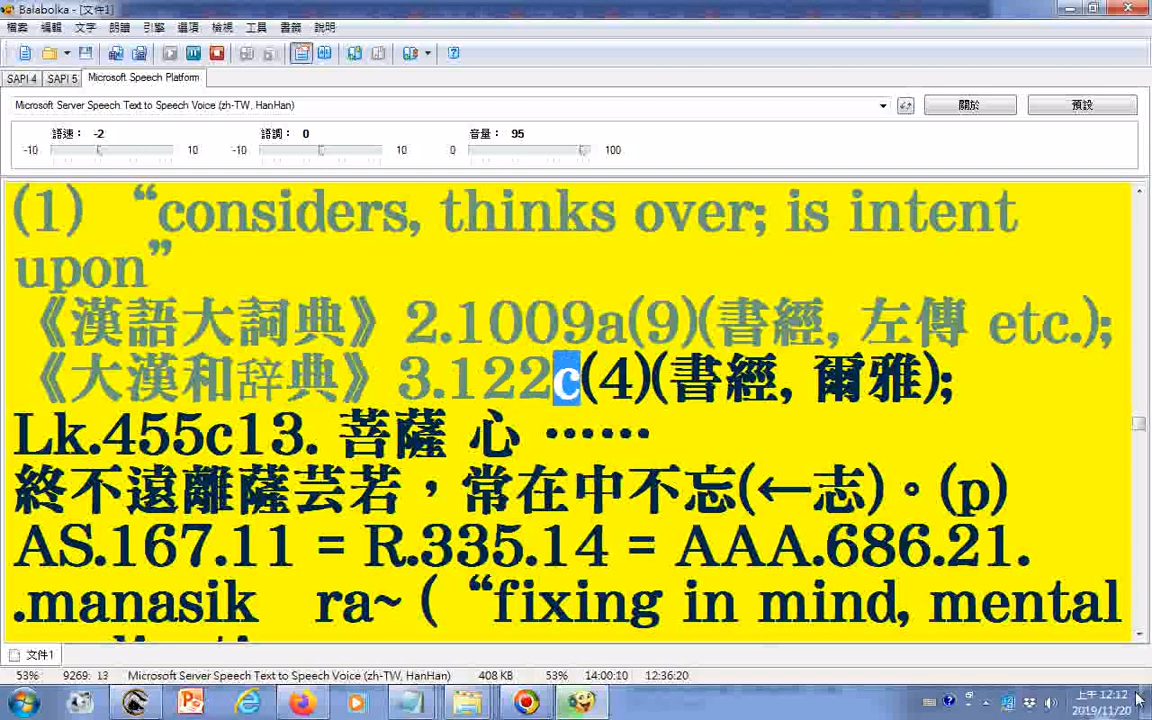 Balabolka - [文件1]
檔案 編輯 文字 朗讀 引擎 選項 檢視 工具 書籤 說明
SAPI 4 SAPI 5 Microsoft Speech Platform
Microsoft Server Speech Text to Speech Voice (zh-TW, HanHan) 關於 預設
語速： -2 語調： 0 音量： 95
-10 10 -10 10 0 100
(1) “considers, thinks over; is intent
upon”
《漢語大詞典》 2.1009a(9)(書經, 左傳 etc.);
《大漢和辞典》 3.122c(4)(書經, 爾雅);
Lk.455c13. 菩薩 心 ……
終不遠離薩芸若，常在中不忘(←志)。(p)
AS.167.11 = R.335.14 = AAA.686.21.
.manasik ra~ ( “fixing in mind, mental
文件1
53% 9269: 13 Microsoft Server Speech Text to Speech Voice (zh-TW, HanHan) 408 KB 53% 14:00:10 12:36:20
上午 12:12
2019/11/20